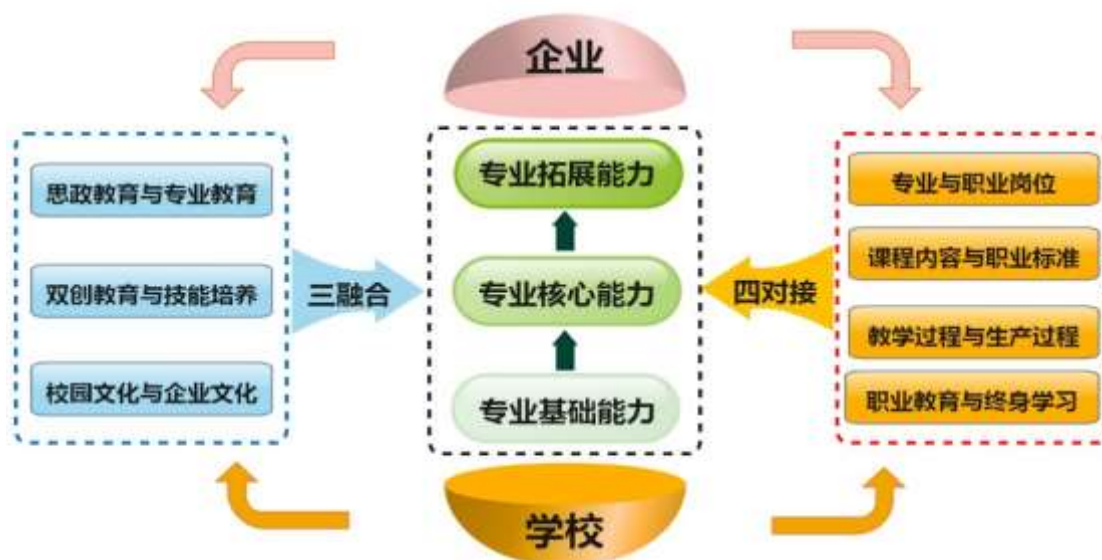 企业
思政教育与专业教育
双创教育与技能培养
校园文化与企业文化
三融合
专业拓展能力
专业核心能力
专业基础能力
四对接
专业与职业岗位
课程内容与职业标准
教学过程与生产过程
职业教育与终身学习
学校